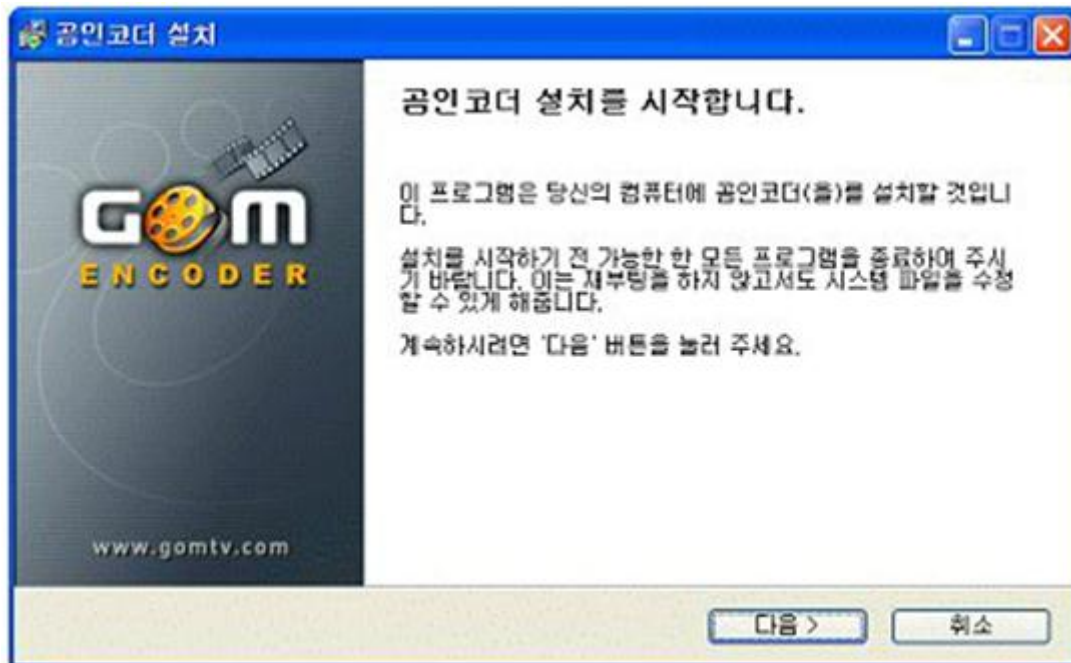 곰인코더 설치
곰인코더 설치를 시작합니다.
GOM
ENCODER
이 프로그램은 당신의 컴퓨터에 곰인코더(을)를 설치할 것입니
다.
설치를 시작하기 전 가능한 한 모든 프로그램을 종료하여 주시
기 바랍니다. 이는 재부팅을 하지 않고서도 시스템 파일을 수정
할 수 있게 해줍니다.
계속하시려면 '다음' 버튼을 눌러 주세요.
www.gomtv.com
다음 >
취소